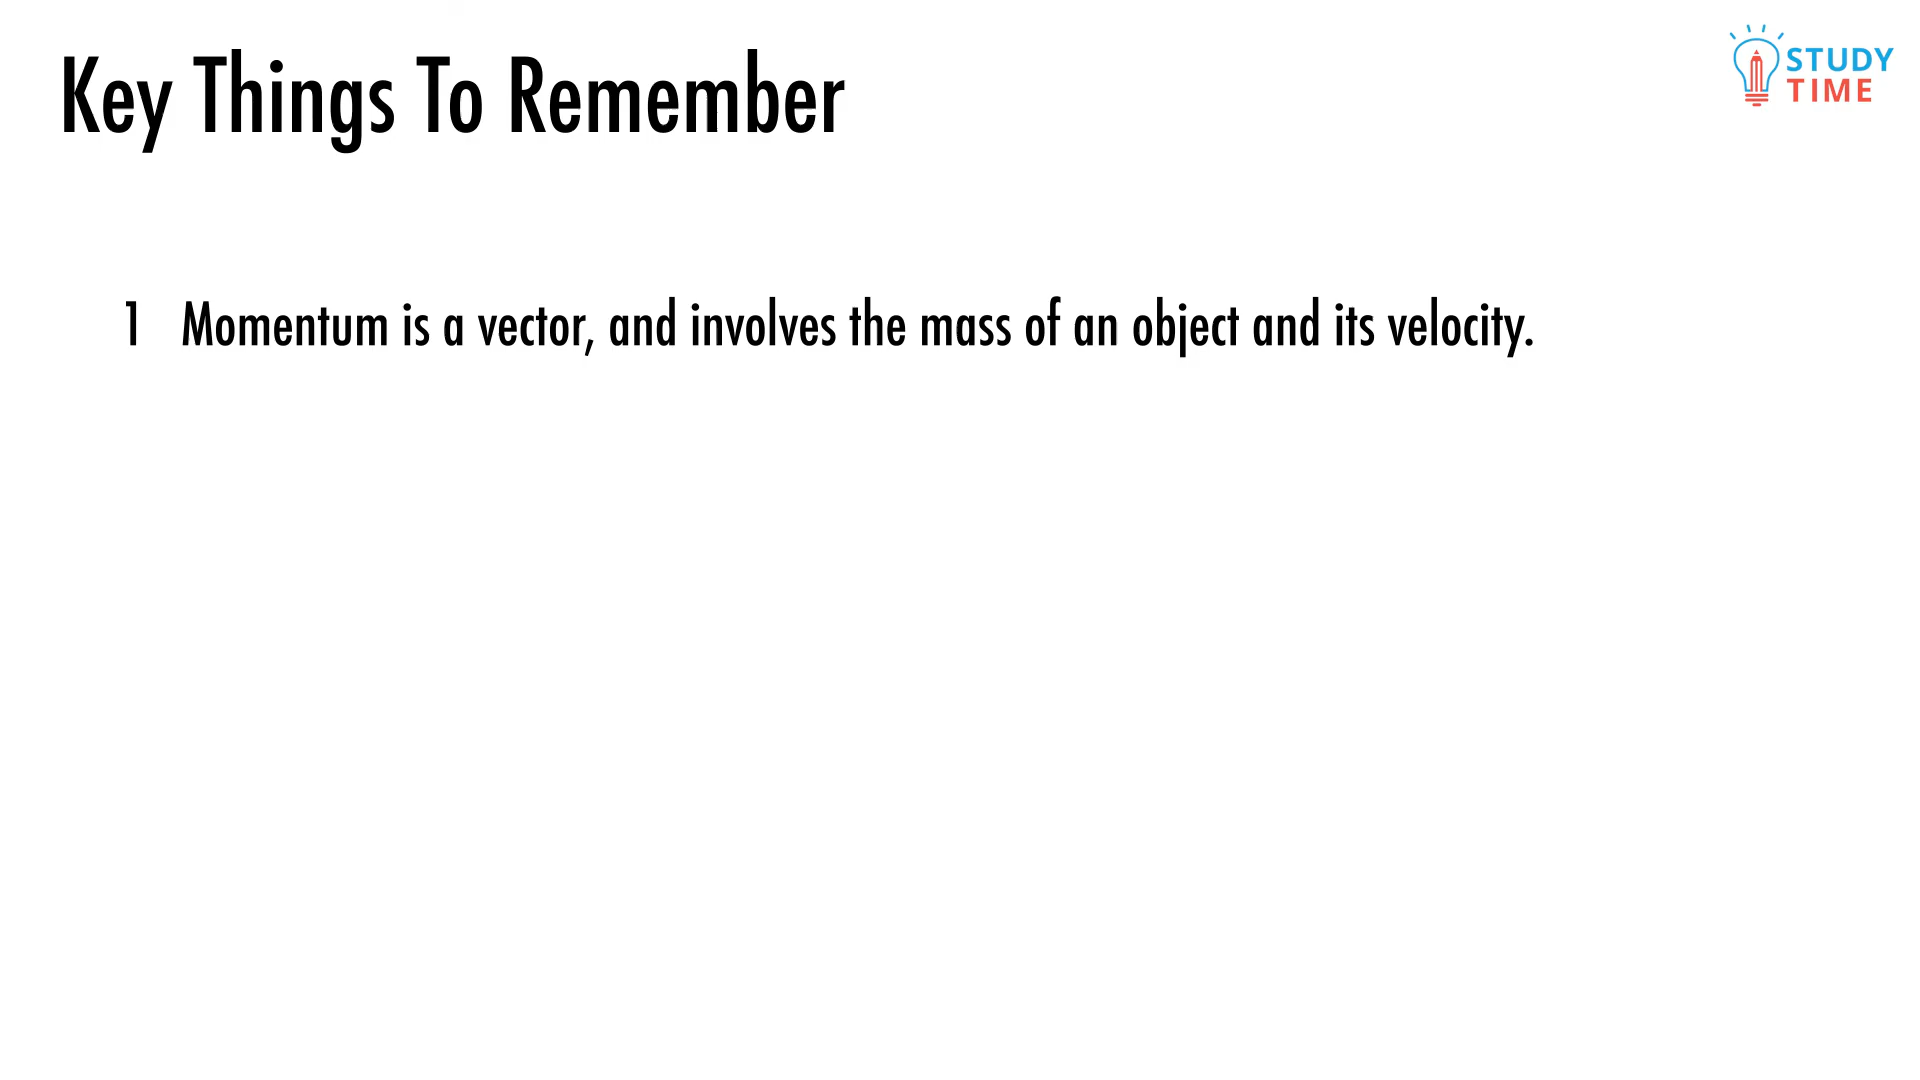 Key Things To Remember
STUDY
TIME
1 Momentum is a vector, and involves the mass of an object and its velocity.